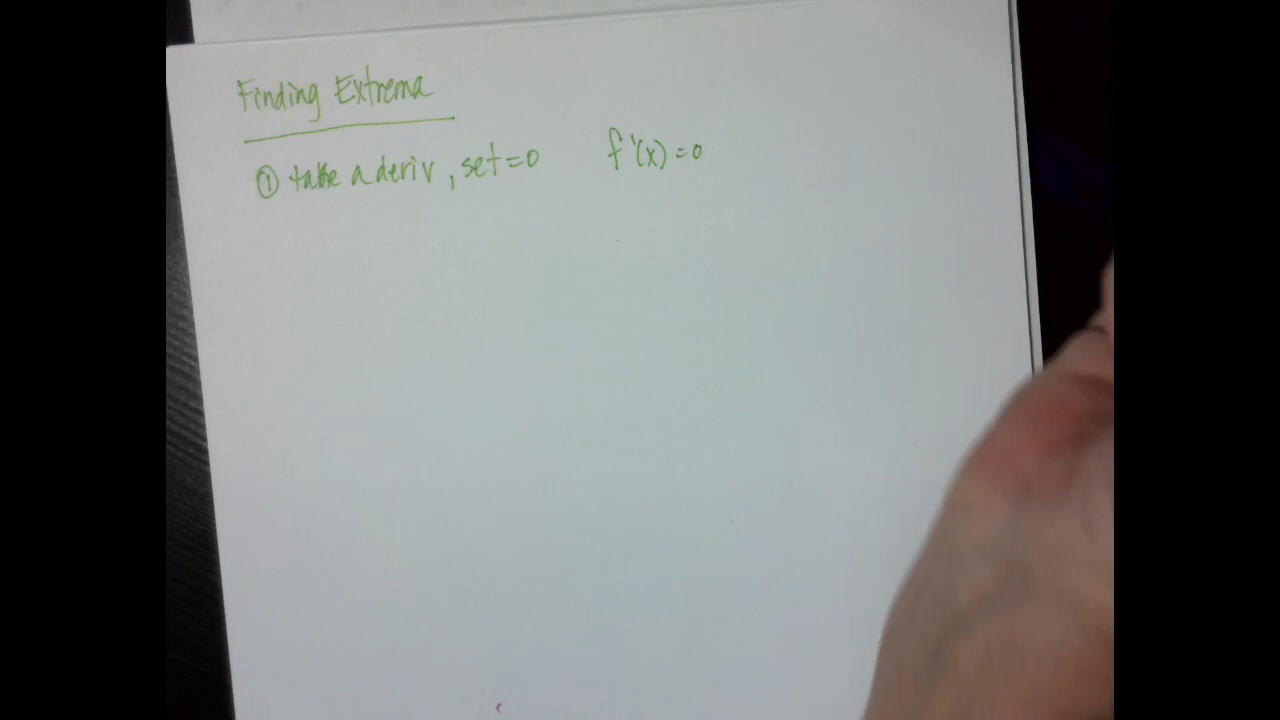 Finding Extrema
① take a deriv, set=0 f'(x)=0